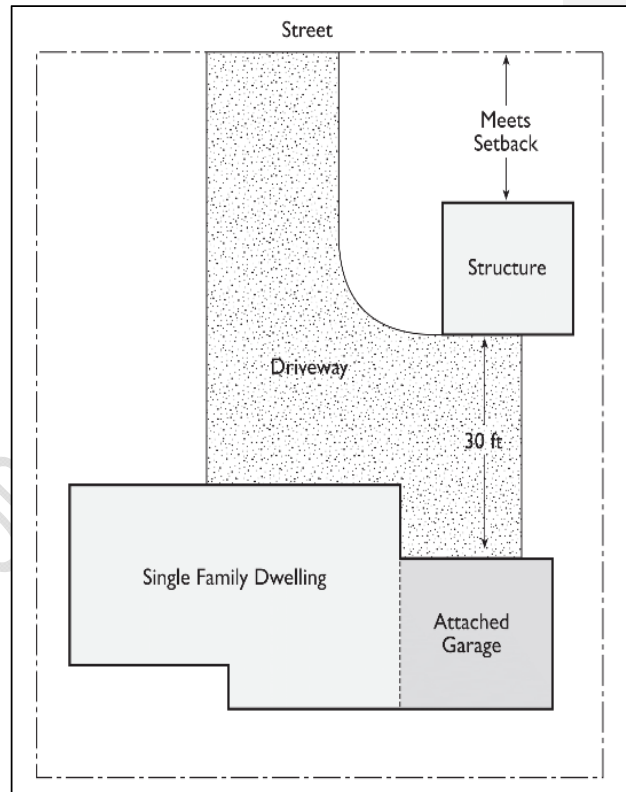 Street
Meets
Setback
Structure
Driveway
30 ft
Single Family Dwelling
Attached
Garage